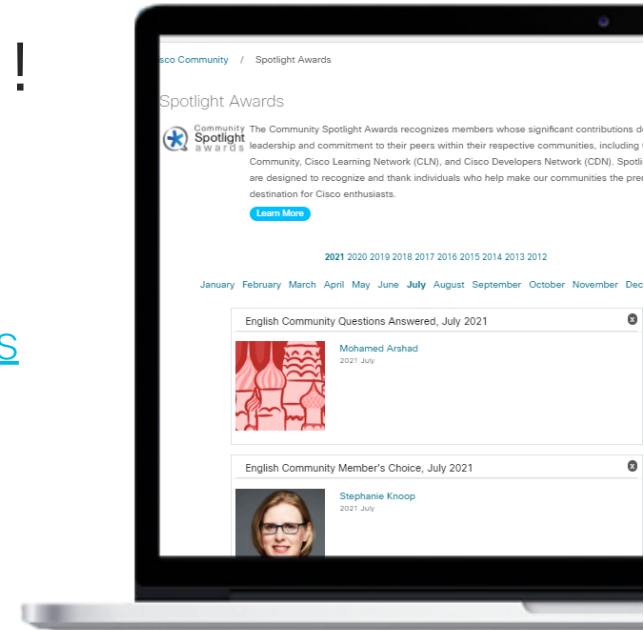 !
s
sco Community / Spotlight Awards
Spotlight Awards
Community
Spotlight
awards
The Community Spotlight Awards recognizes members whose significant contributions
leadership and commitment to their peers within their respective communities, including
Community, Cisco Learning Network (CLN), and Cisco Developers Network (CDN).
are designed to recognize and thank individuals who help make our communities the
destination for Cisco enthusiasts.
Learn More
2021 2020 2019 2018 2017 2016 2015 2014 2013 2012
January February March April May June July August September October November Dec
English Community Questions Answered, July 2021
x
Mohamed Arshad
2021 July
English Community Member's Choice, July 2021
x
Stephanie Knoop
2021 July